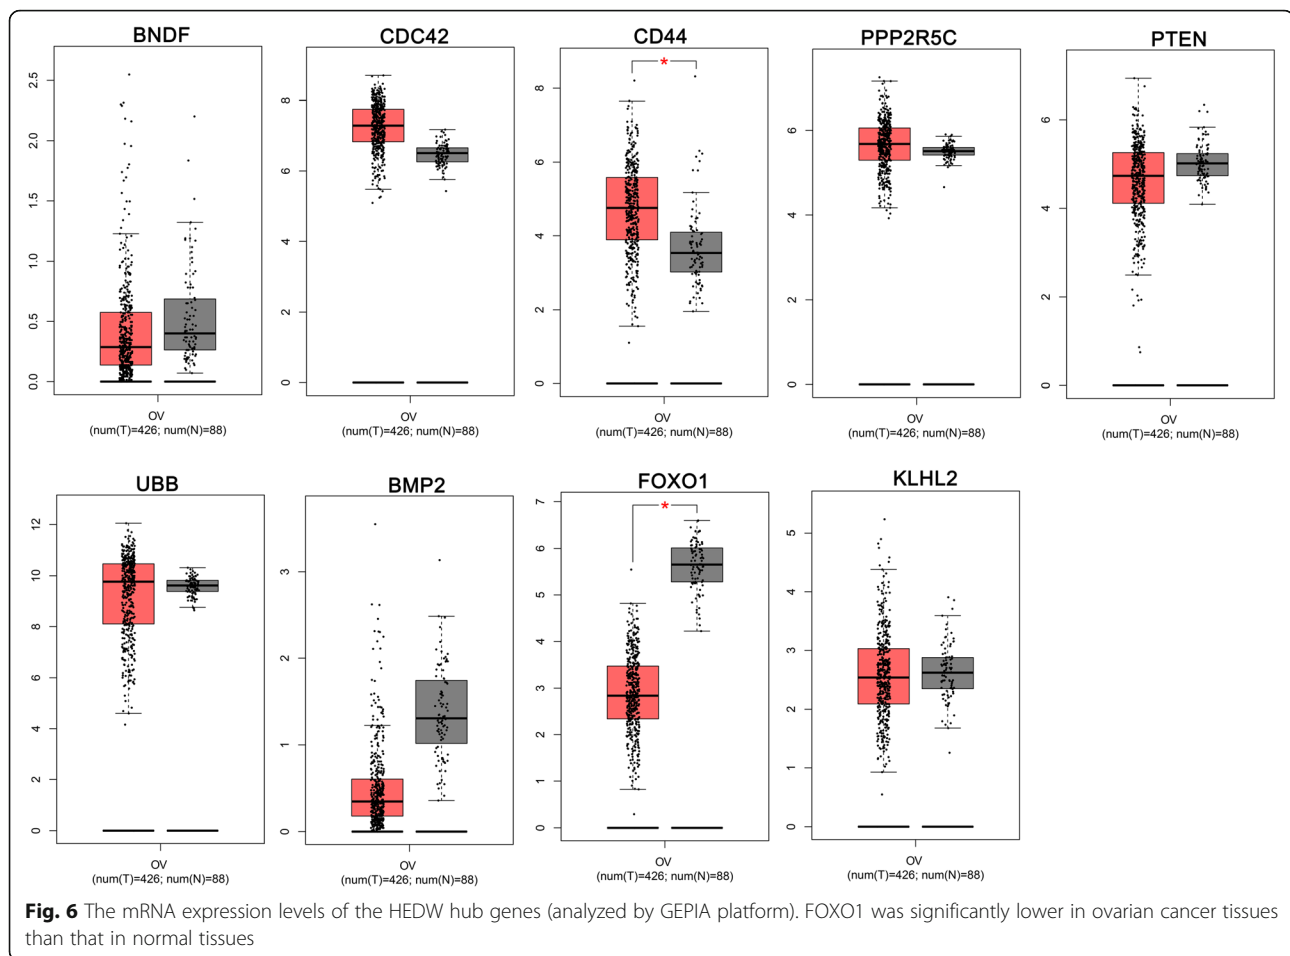 BNDF
CDC42
CD44
PPP2R5C
PTEN
2.5
2.0
1.5
1.0
0.5
0.0
OV
(num(T)=426; num(N)=88)
8
6
4
2
0
OV
(num(T)=426; num(N)=88)
*
8
6
4
2
0
OV
(num(T)=426; num(N)=88)
6
4
2
0
OV
(num(T)=426; num(N)=88)
6
4
2
0
OV
(num(T)=426; num(N)=88)
UBB
BMP2
FOXO1
KLHL2
12
10
8
6
4
2
0
OV
(num(T)=426; num(N)=88)
3
2
1
0
OV
(num(T)=426; num(N)=88)
*
7
6
5
4
3
2
1
0
OV
(num(T)=426; num(N)=88)
5
4
3
2
1
0
OV
(num(T)=426; num(N)=88)
Fig. 6 The mRNA expression levels of the HEDW hub genes (analyzed by GEPIA platform). FOXO1 was significantly lower in ovarian cancer tissues
than that in normal tissues